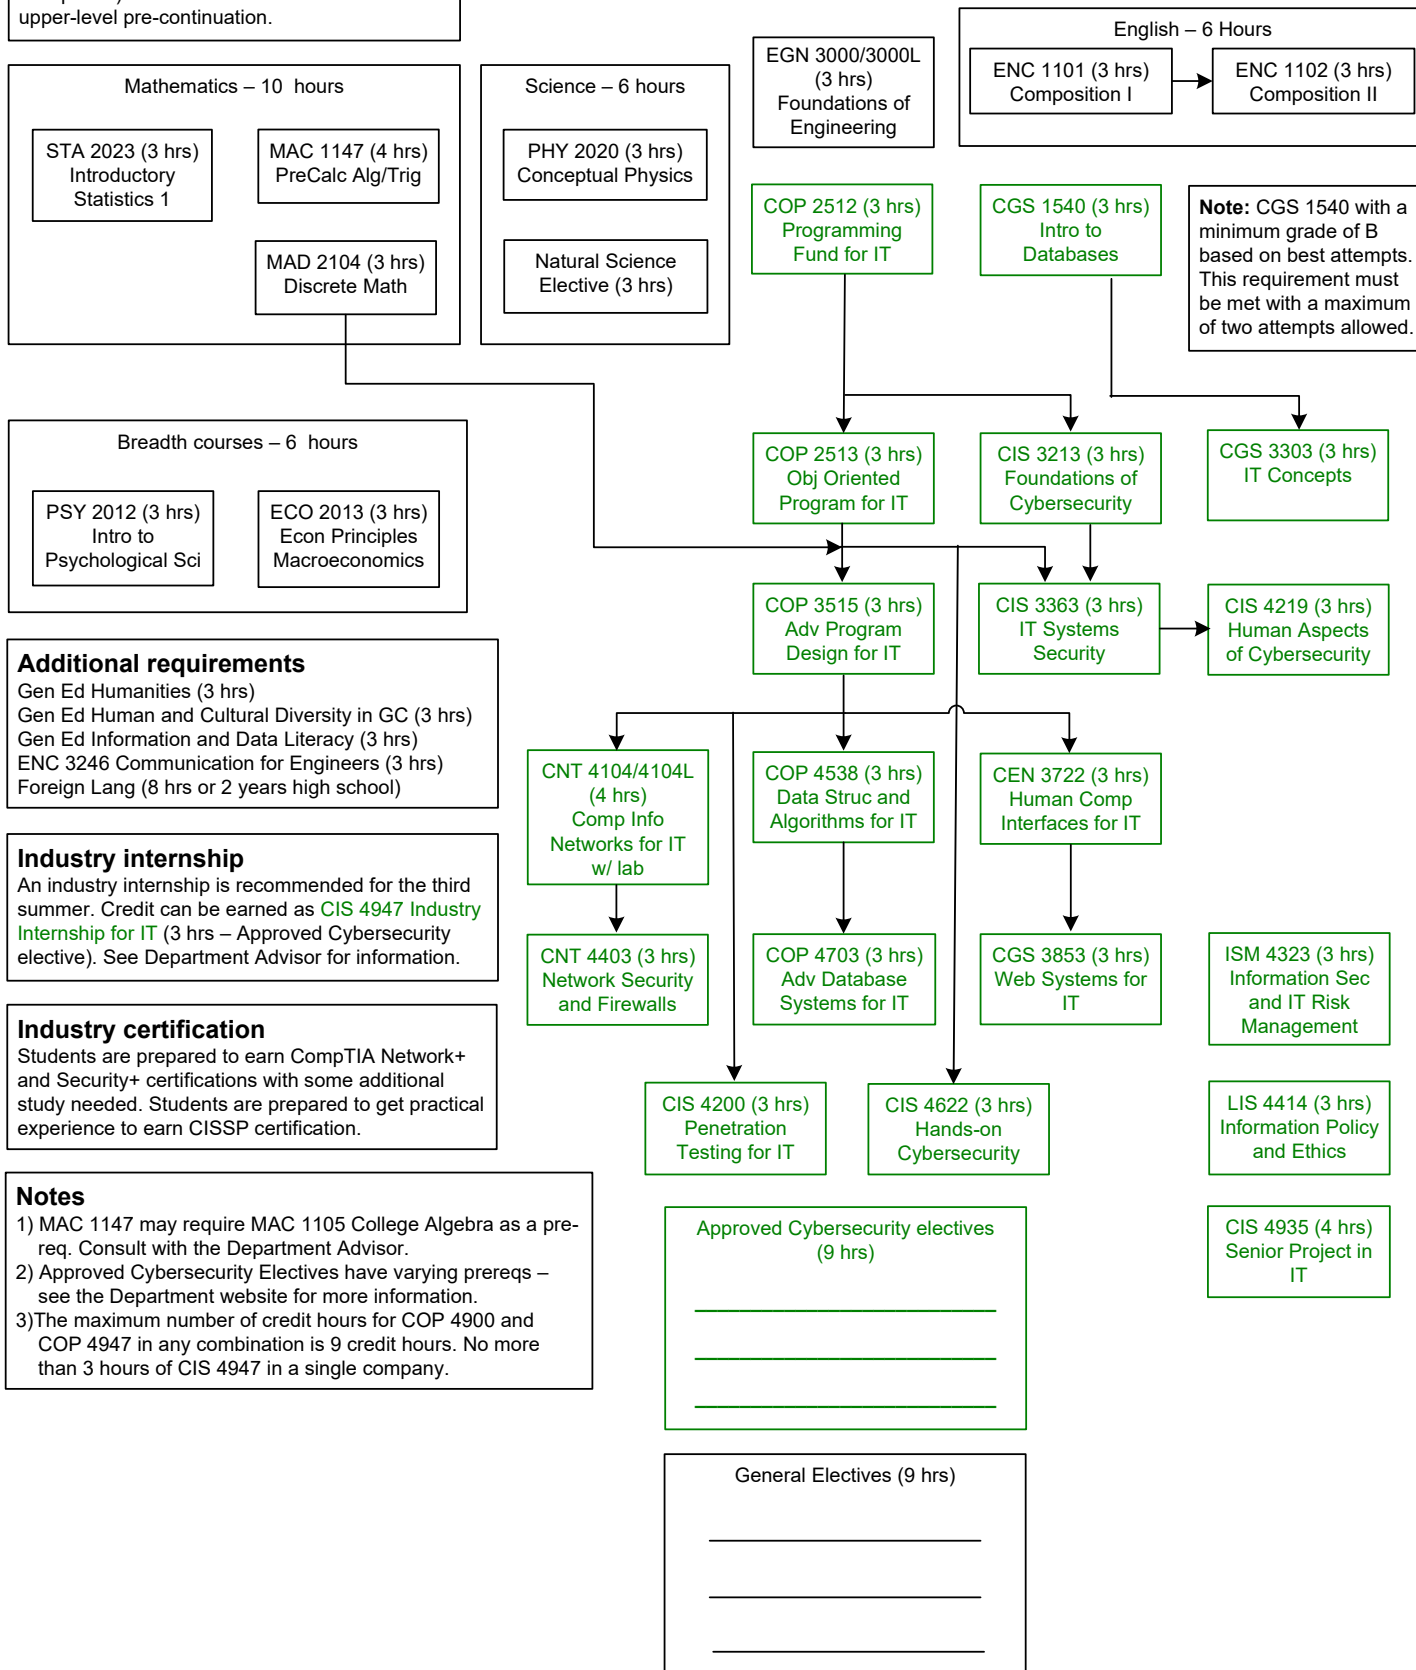 upper-level pre-continuation.
English – 6 Hours
ENC 1101 (3 hrs)
Composition I
ENC 1102 (3 hrs)
Composition II
EGN 3000/3000L
(3 hrs)
Foundations of
Engineering
Mathematics – 10 hours
STA 2023 (3 hrs)
Introductory
Statistics 1
MAC 1147 (4 hrs)
PreCalc Alg/Trig
MAD 2104 (3 hrs)
Discrete Math
Science – 6 hours
PHY 2020 (3 hrs)
Conceptual Physics
Natural Science
Elective (3 hrs)
COP 2512 (3 hrs)
Programming
Fund for IT
CGS 1540 (3 hrs)
Intro to
Databases
Note: CGS 1540 with a
minimum grade of B
based on best attempts.
This requirement must
be met with a maximum
of two attempts allowed.
Breadth courses – 6 hours
PSY 2012 (3 hrs)
Intro to
Psychological Sci
ECO 2013 (3 hrs)
Econ Principles
Macroeconomics
COP 2513 (3 hrs)
Obj Oriented
Program for IT
CIS 3213 (3 hrs)
Foundations of
Cybersecurity
CGS 3303 (3 hrs)
IT Concepts
COP 3515 (3 hrs)
Adv Program
Design for IT
CIS 3363 (3 hrs)
IT Systems
Security
CIS 4219 (3 hrs)
Human Aspects
of Cybersecurity
Additional requirements
Gen Ed Humanities (3 hrs)
Gen Ed Human and Cultural Diversity in GC (3 hrs)
Gen Ed Information and Data Literacy (3 hrs)
ENC 3246 Communication for Engineers (3 hrs)
Foreign Lang (8 hrs or 2 years high school)
CNT 4104/4104L
(4 hrs)
Comp Info
Networks for IT
w/ lab
COP 4538 (3 hrs)
Data Struc and
Algorithms for IT
CEN 3722 (3 hrs)
Human Comp
Interfaces for IT
Industry internship
An industry internship is recommended for the third
summer. Credit can be earned as CIS 4947 Industry
Internship for IT (3 hrs – Approved Cybersecurity
elective). See Department Advisor for information.
CNT 4403 (3 hrs)
Network Security
and Firewalls
COP 4703 (3 hrs)
Adv Database
Systems for IT
CGS 3853 (3 hrs)
Web Systems for
IT
ISM 4323 (3 hrs)
Information Sec
and IT Risk
Management
Industry certification
Students are prepared to earn CompTIA Network+
and Security+ certifications with some additional
study needed. Students are prepared to get practical
experience to earn CISSP certification.
CIS 4200 (3 hrs)
Penetration
Testing for IT
CIS 4622 (3 hrs)
Hands-on
Cybersecurity
LIS 4414 (3 hrs)
Information Policy
and Ethics
Notes
1) MAC 1147 may require MAC 1105 College Algebra as a pre-
req. Consult with the Department Advisor.
2) Approved Cybersecurity Electives have varying prereqs –
see the Department website for more information.
3)The maximum number of credit hours for COP 4900 and
COP 4947 in any combination is 9 credit hours. No more
than 3 hours of CIS 4947 in a single company.
Approved Cybersecurity electives
(9 hrs)
CIS 4935 (4 hrs)
Senior Project in
IT
General Electives (9 hrs)